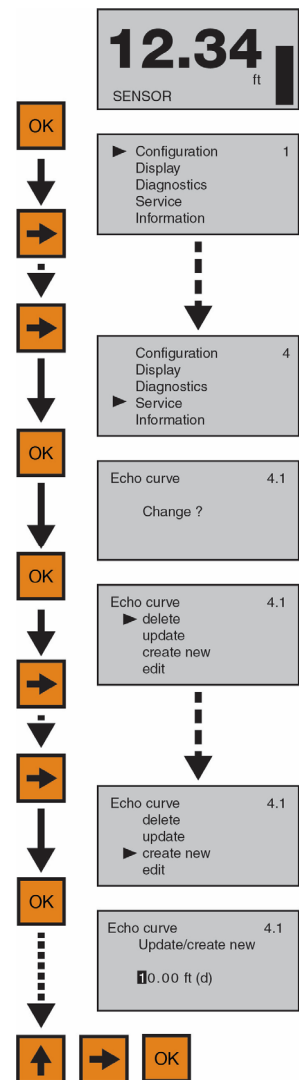 12.34
ft
SENSOR
OK
Configuration 1
Display
Diagnostics
Service
Information
Configuration 4
Display
Diagnostics
Service
Information
OK
Echo curve 4.1
Change ?
OK
Echo curve 4.1
delete
update
create new
edit
Echo curve 4.1
delete
update
create new
edit
OK
Echo curve 4.1
Update/create new
10.00 ft (d)
OK